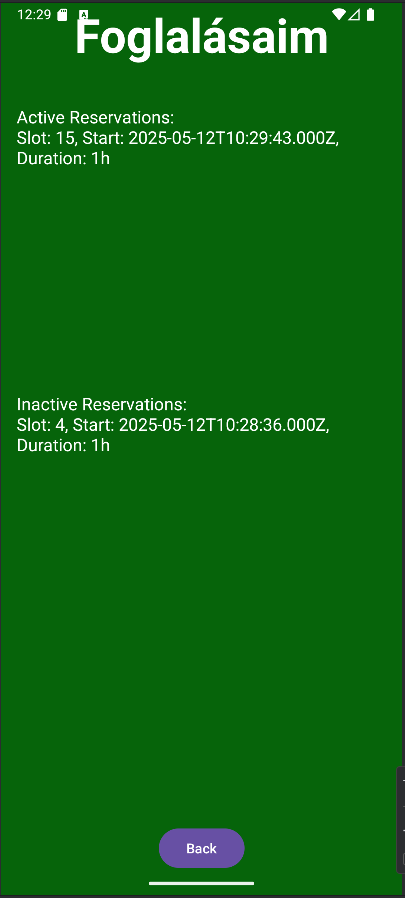 12:29
Foglalásaim
Active Reservations:
Slot: 15, Start: 2025-05-12T10:29:43.000Z,
Duration: 1h
Inactive Reservations:
Slot: 4, Start: 2025-05-12T10:28:36.000Z,
Duration: 1h
Back